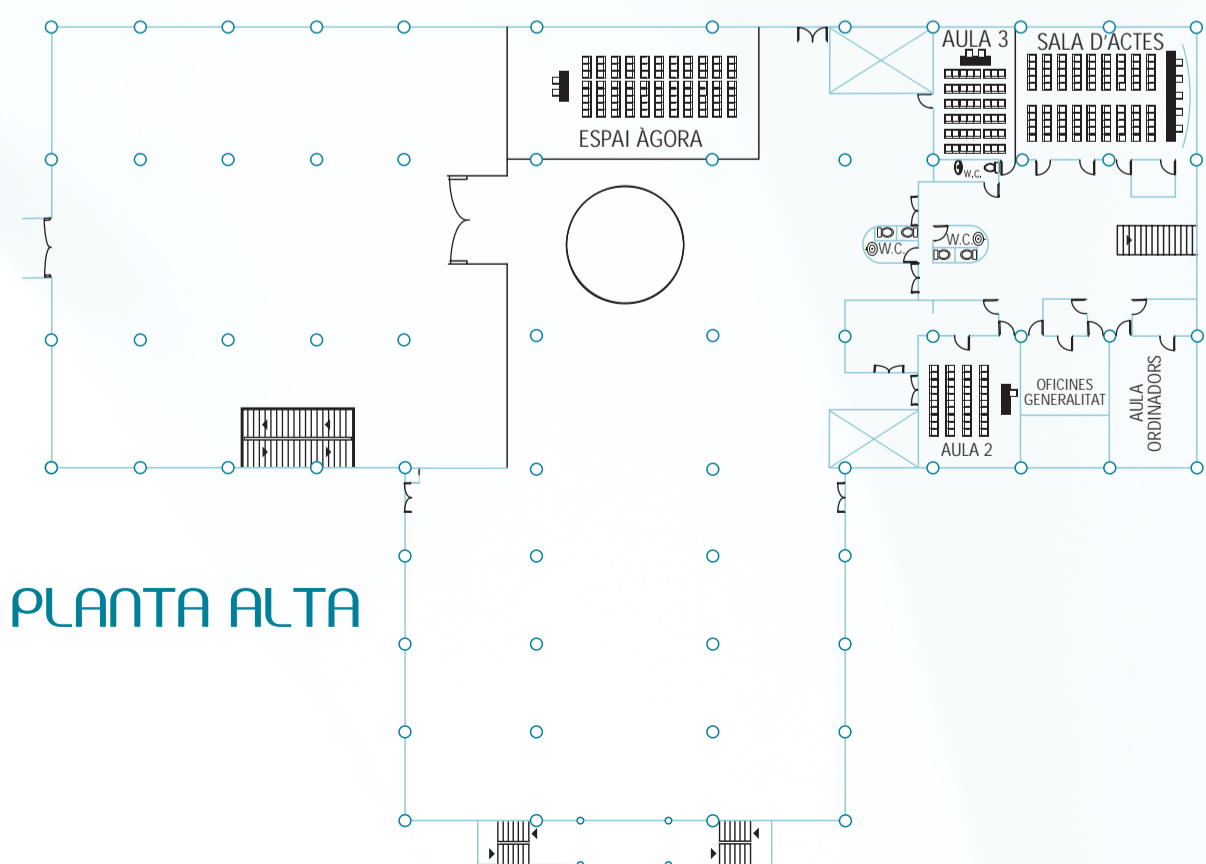 AULA 3
SALA D'ACTES
ESPAI ÀGORA
W.C.
W.C.
W.C.
OFICINES
GENERALITAT
AULA
ORDINADORS
AULA 2
PLANTA ALTA